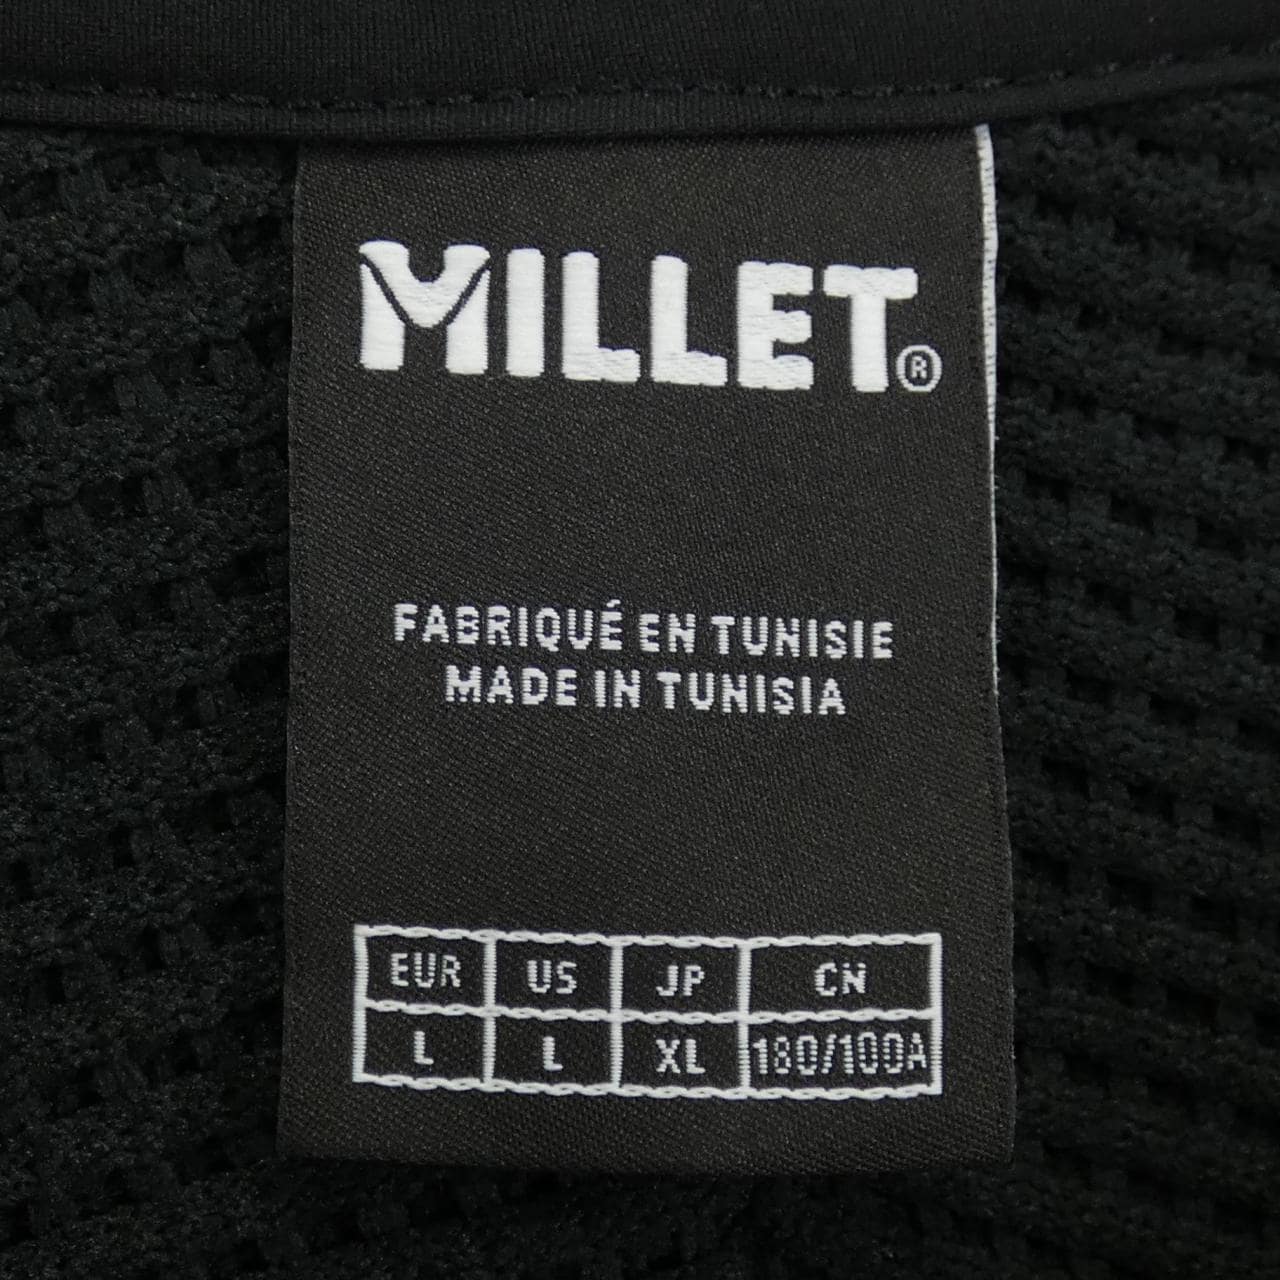 MILLET®
FABRIQUÉ EN TUNISIE
MADE IN TUNISIA
EUR US JP CN
L L XL 180/100A